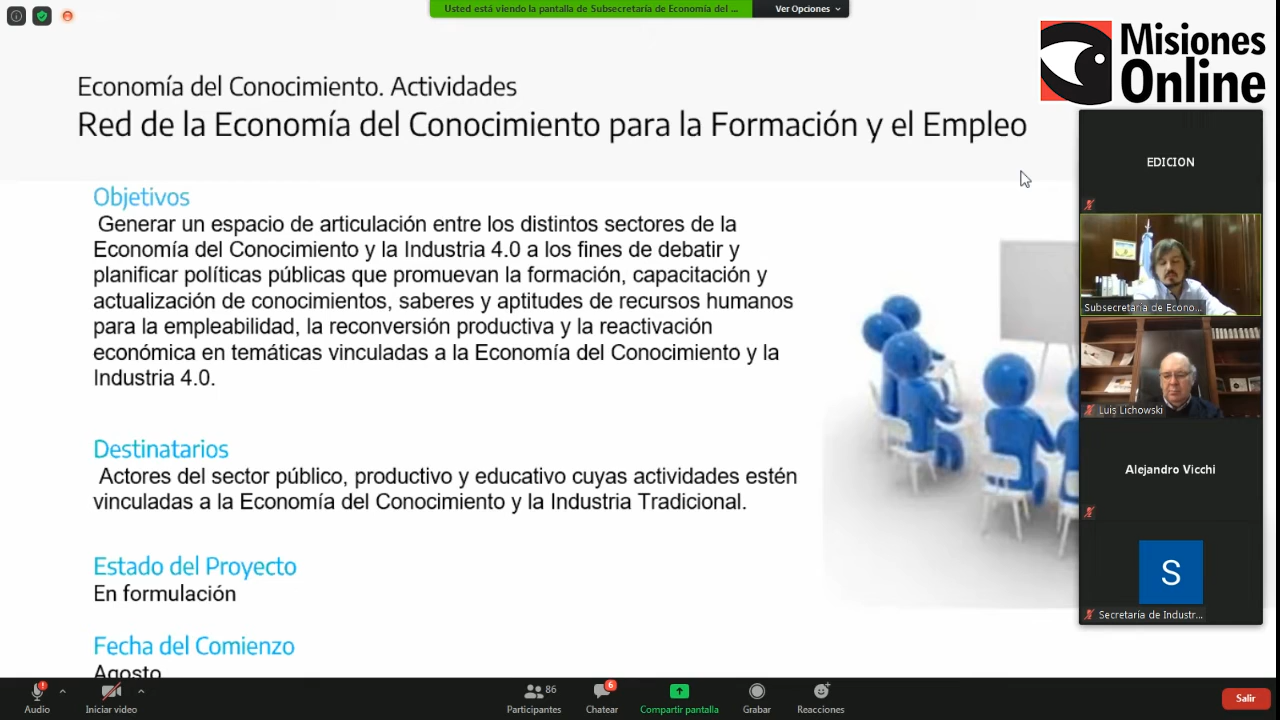 Usted está viendo la pantalla de Subsecretaría de Economía del ...
Ver Opciones
Misiones
Online
Economía del Conocimiento. Actividades
Red de la Economía del Conocimiento para la Formación y el Empleo
EDICION
Objetivos
Generar un espacio de articulación entre los distintos sectores de la
Economía del Conocimiento y la Industria 4.0 a los fines de debatir y
planificar políticas públicas que promuevan la formación, capacitación y
actualización de conocimientos, saberes y aptitudes de recursos humanos
para la empleabilidad, la reconversión productiva y la reactivación
económica en temáticas vinculadas a la Economía del Conocimiento y la
Industria 4.0.
Subsecretaría de Econo...
Luis Lichowski
Destinatarios
Actores del sector público, productivo y educativo cuyas actividades estén
vinculadas a la Economía del Conocimiento y la Industria Tradicional.
Alejandro Vicchi
Estado del Proyecto
En formulación
S
Secretaría de Industr...
Fecha del Comienzo
Agosto
Audio
Iniciar video
86
Participantes
6
Chatear
Compartir pantalla
Grabar
Reacciones
Salir